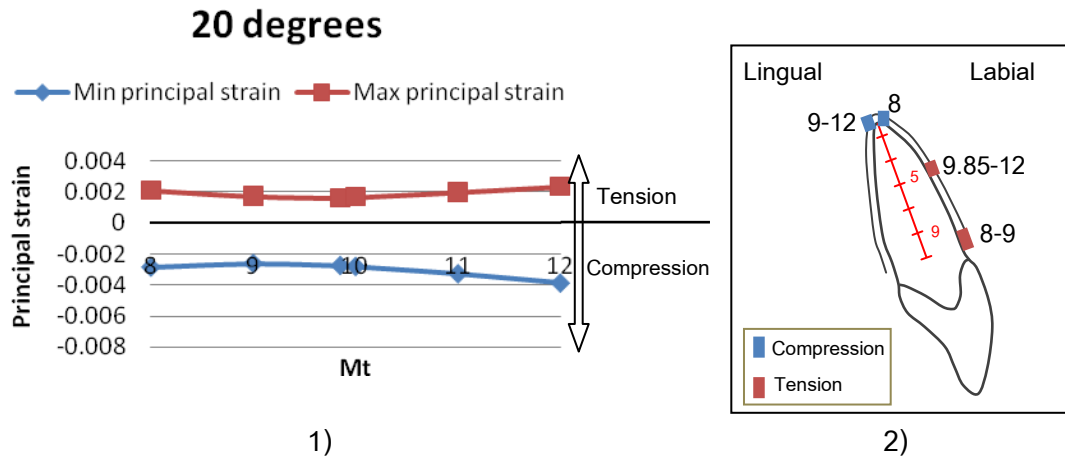 20 degrees
Min principal strain
Max principal strain
Principal strain
0.004
0.002
0
-0.002
-0.004
-0.006
-0.008
8
9
10
11
12
Mt
Tension
Compression
1)
Lingual
Labial
8
9-12
9.85-12
5
9
8-9
Compression
Tension
2)